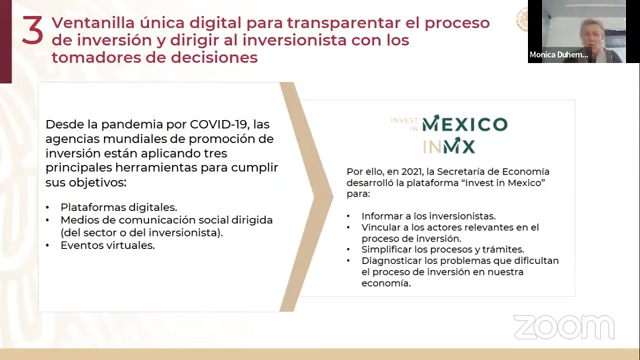 3
Ventanilla única digital para transparentar el proceso
de inversión y dirigir al inversionista con los
tomadores de decisiones
Monica Duhem...
Desde la pandemia por COVID-19, las
agencias mundiales de promoción de
inversión están aplicando tres
principales herramientas para cumplir
sus objetivos:
• Plataformas digitales.
• Medios de comunicación social dirigida
(del sector o del inversionista).
• Eventos virtuales.
INVEST
IN MEXICO
INMX
Por ello, en 2021, la Secretaría de Economía
desarrolló la plataforma “Invest in Mexico”
para:
• Informar a los inversionistas.
• Vincular a los actores relevantes en el
proceso de inversión.
• Simplificar los procesos y trámites.
• Diagnosticar los problemas que dificultan
el proceso de inversión en nuestra
economía.
zoom